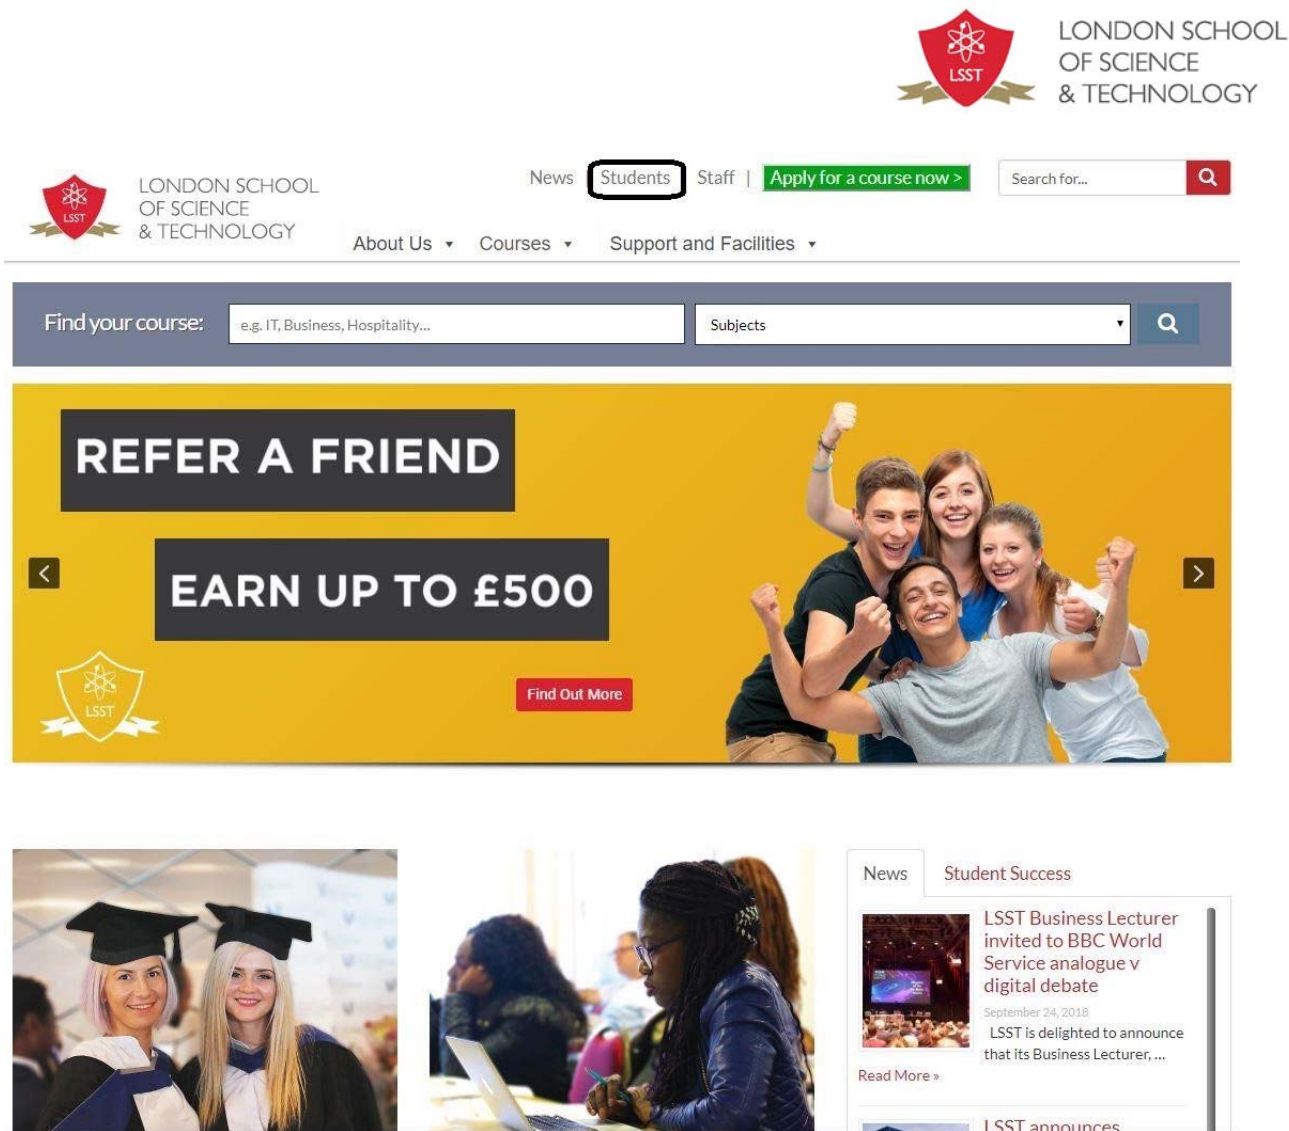 LONDON SCHOOL
OF SCIENCE
& TECHNOLOGY
LSST
News | Students Staff | Apply for a course now >
Search for...
LONDON SCHOOL
OF SCIENCE
& TECHNOLOGY
LSST
About Us ▾ Courses ▾ Support and Facilities ▾
Find your course:
e.g. IT, Business, Hospitality...
Subjects
REFER A FRIEND
EARN UP TO £500
LSST
Find Out More
News
Student Success
LSST Business Lecturer
invited to BBC World
Service analogue v
digital debate
September 24, 2018
LSST is delighted to announce
that its Business Lecturer, ...
Read More »
LSST announces